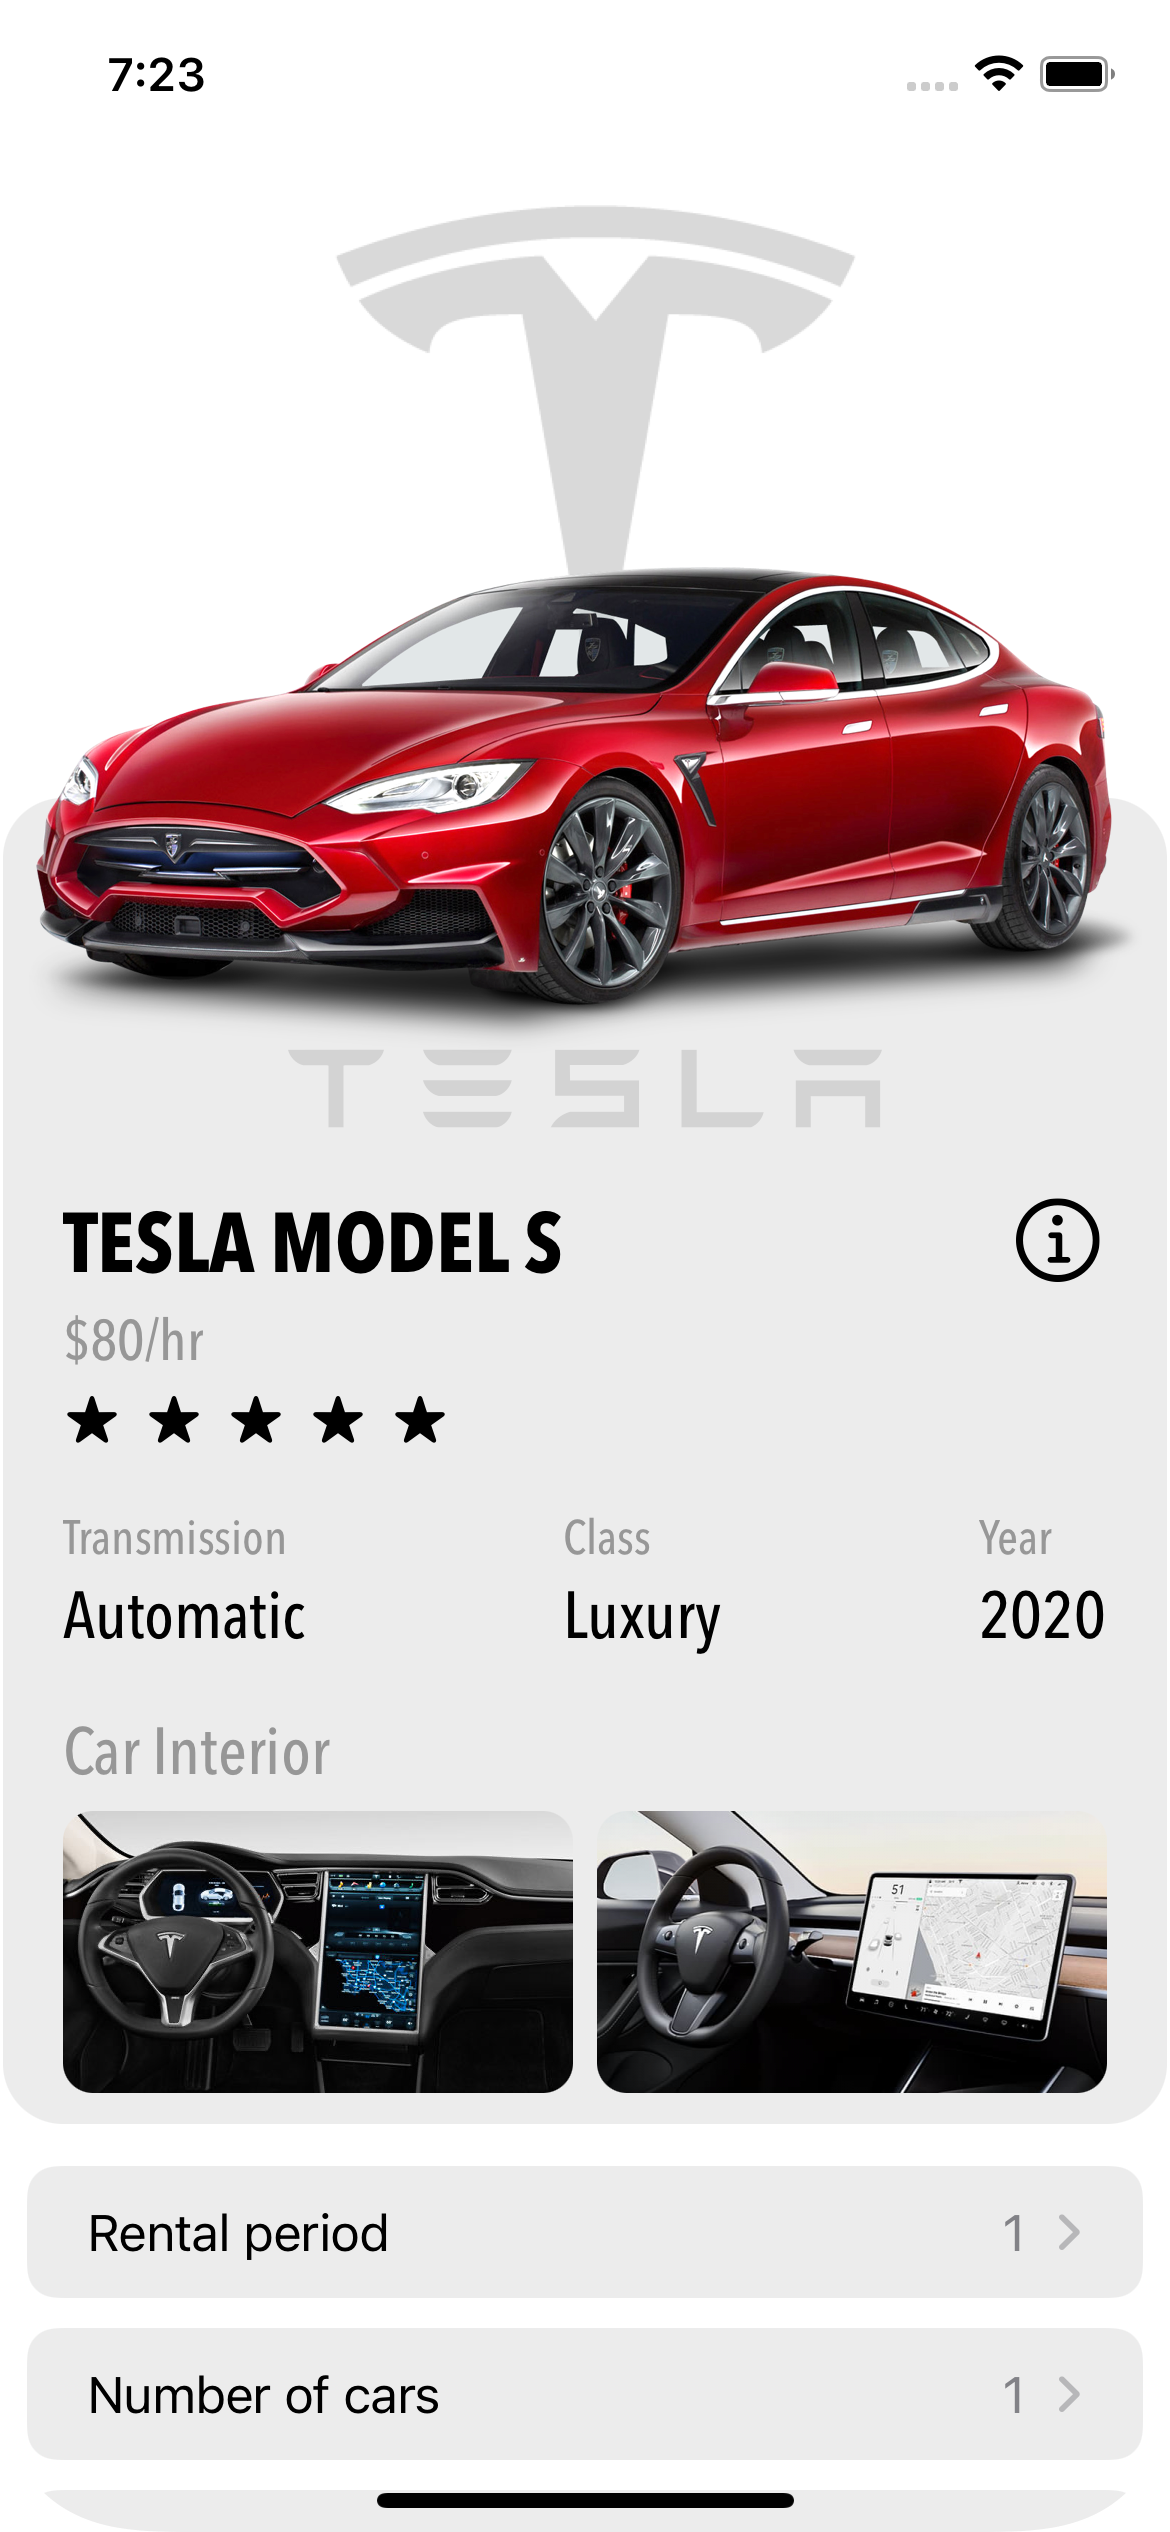 7:23
TESLA
TESLA MODEL S
$80/hr
Transmission
Class
Year
Automatic
Luxury
2020
Car Interior
51
Rental period
1
Number of cars
1